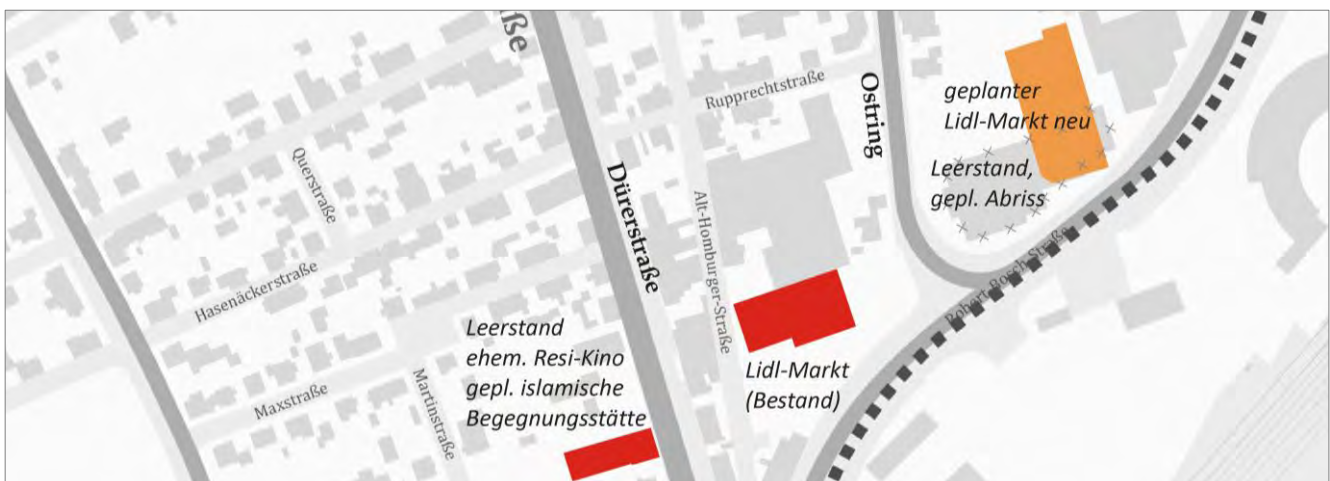 aße
Rupprechtstraße
Ostring
geplanter
Lidl-Markt neu
Leerstand,
gepl. Abriss
Querstraße
Dürerstraße
Alt-Homburger-Straße
Hasenäckerstraße
Robert-Bosch-Straße
Leerstand
ehem. Resi-Kino
gepl. islamische
Begegnungsstätte
Lidl-Markt
(Bestand)
Maxstraße
Martinstraße